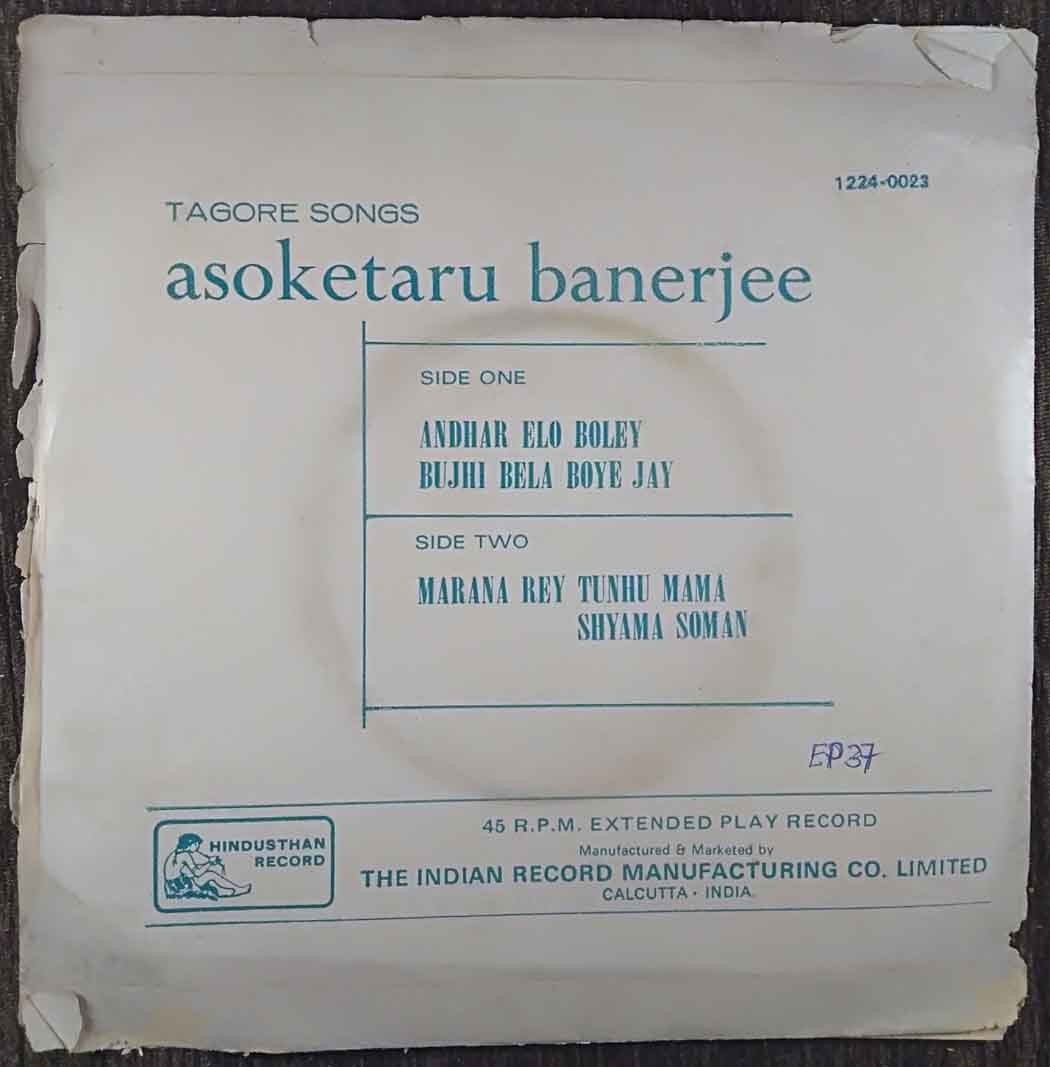 1224-0023
TAGORE SONGS
asoketaru banerjee
SIDE ONE
ANDHAR ELO BOLEY
BUJHI BELA BOYE JAY
SIDE TWO
MARANA REY TUNHU MAMA
SHYAMA SOMAN
EP37
HINDUSTHAN
RECORD
45 R.P.M. EXTENDED PLAY RECORD
Manufactured & Marketed by
THE INDIAN RECORD MANUFACTURING CO. LIMITED
CALCUTTA • INDIA.